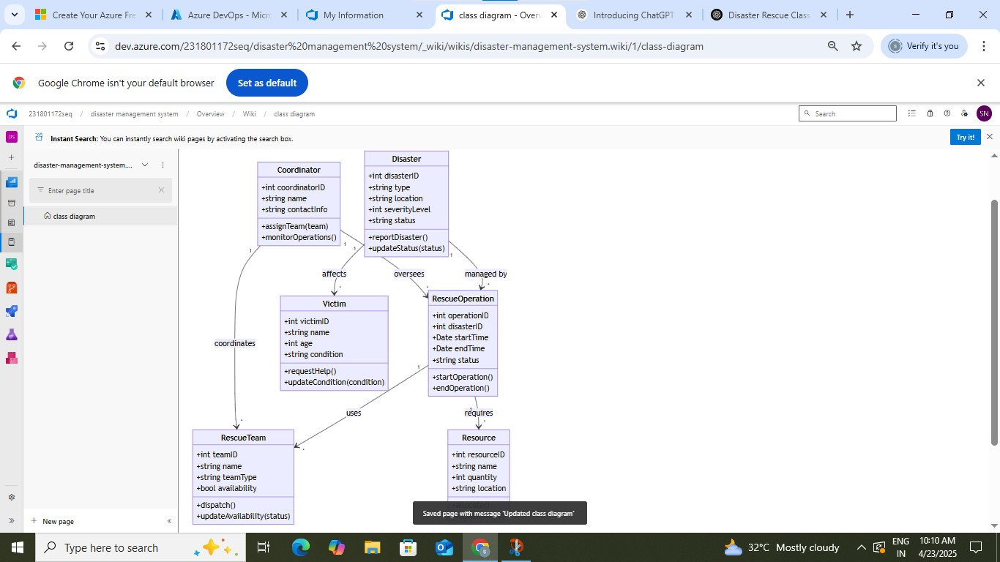 Create Your Azure Fre
Azure DevOps - Micr
My Information
class diagram - Over
Introducing ChatGPT
Disaster Rescue Class
dev.azure.com/231801172seq/disaster%20management%20system/_wiki/wikis/disaster-management-system.wiki/1/class-diagram
Verify it's you
Google Chrome isn't your default browser
Set as default
231801172seq / disaster management system / Overview / Wiki / class diagram
Search
SN
DS
Instant Search: You can instantly search wiki pages by activating the search box.
Try it!
disaster-management-system....
Enter page title
class diagram
Coordinator
+int coordinatorID
+string name
+string contactInfo
+assignTeam(team)
+monitorOperations()
Disaster
+int disasterID
+string type
+string location
+int severityLevel
+string status
+reportDisaster()
+updateStatus(status)
1
1
1
1
affects
oversees
managed by
*
*
*
Victim
+int victimID
+string name
+int age
+string condition
+requestHelp()
+updateCondition(condition)
RescueOperation
+int operationID
+int disasterID
+Date startTime
+Date endTime
+string status
+startOperation()
+endOperation()
coordinates
1
uses
1
requires
*
*
*
RescueTeam
+int teamID
+string name
+string teamType
+bool availability
+dispatch()
+updateAvailability(status)
Resource
+int resourceID
+string name
+int quantity
+string location
Saved page with message 'Updated class diagram'
New page
Type here to search
32°C Mostly cloudy
ENG
IN
10:10 AM
4/23/2025